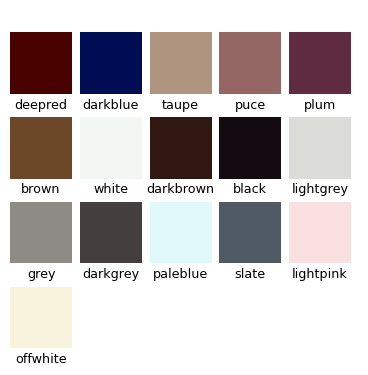 deepred darkblue taupe puce plum
brown white darkbrown black lightgrey
grey darkgrey paleblue slate lightpink
offwhite